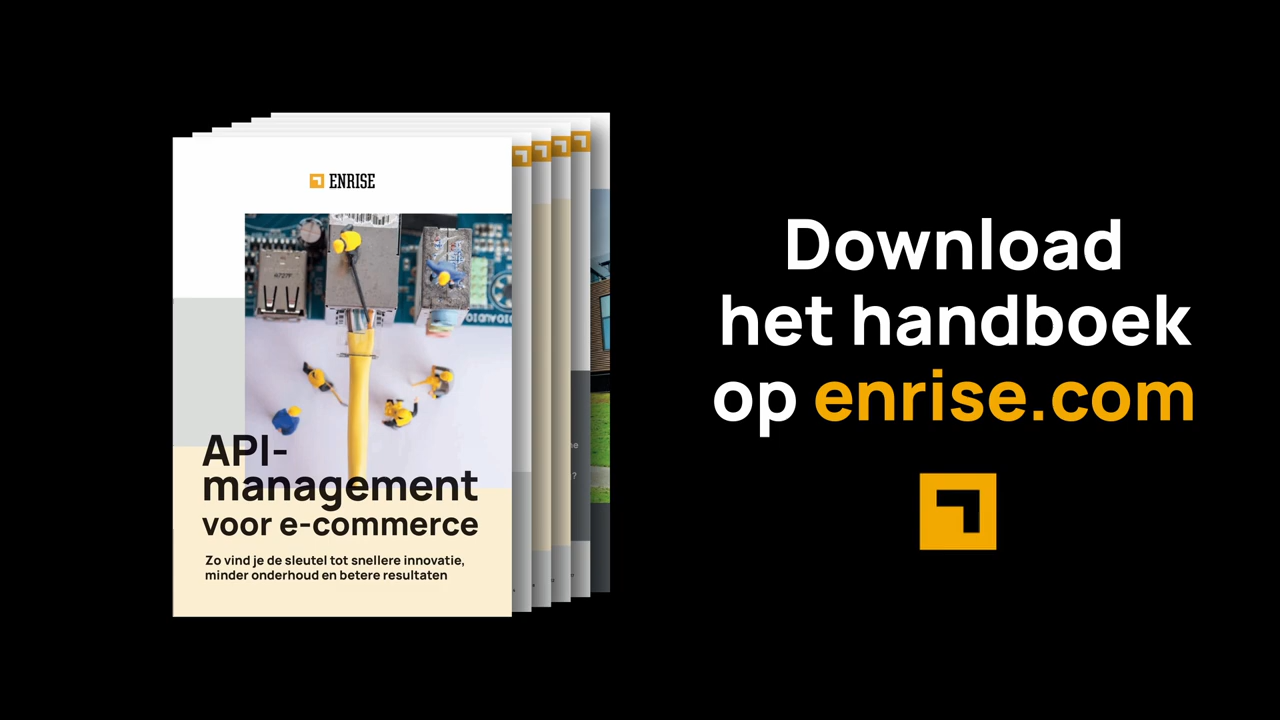 ENRISE
API-
management
voor e-commerce
Zo vind je de sleutel tot snellere innovatie,
minder onderhoud en betere resultaten
Download
het handboek
op enrise.com